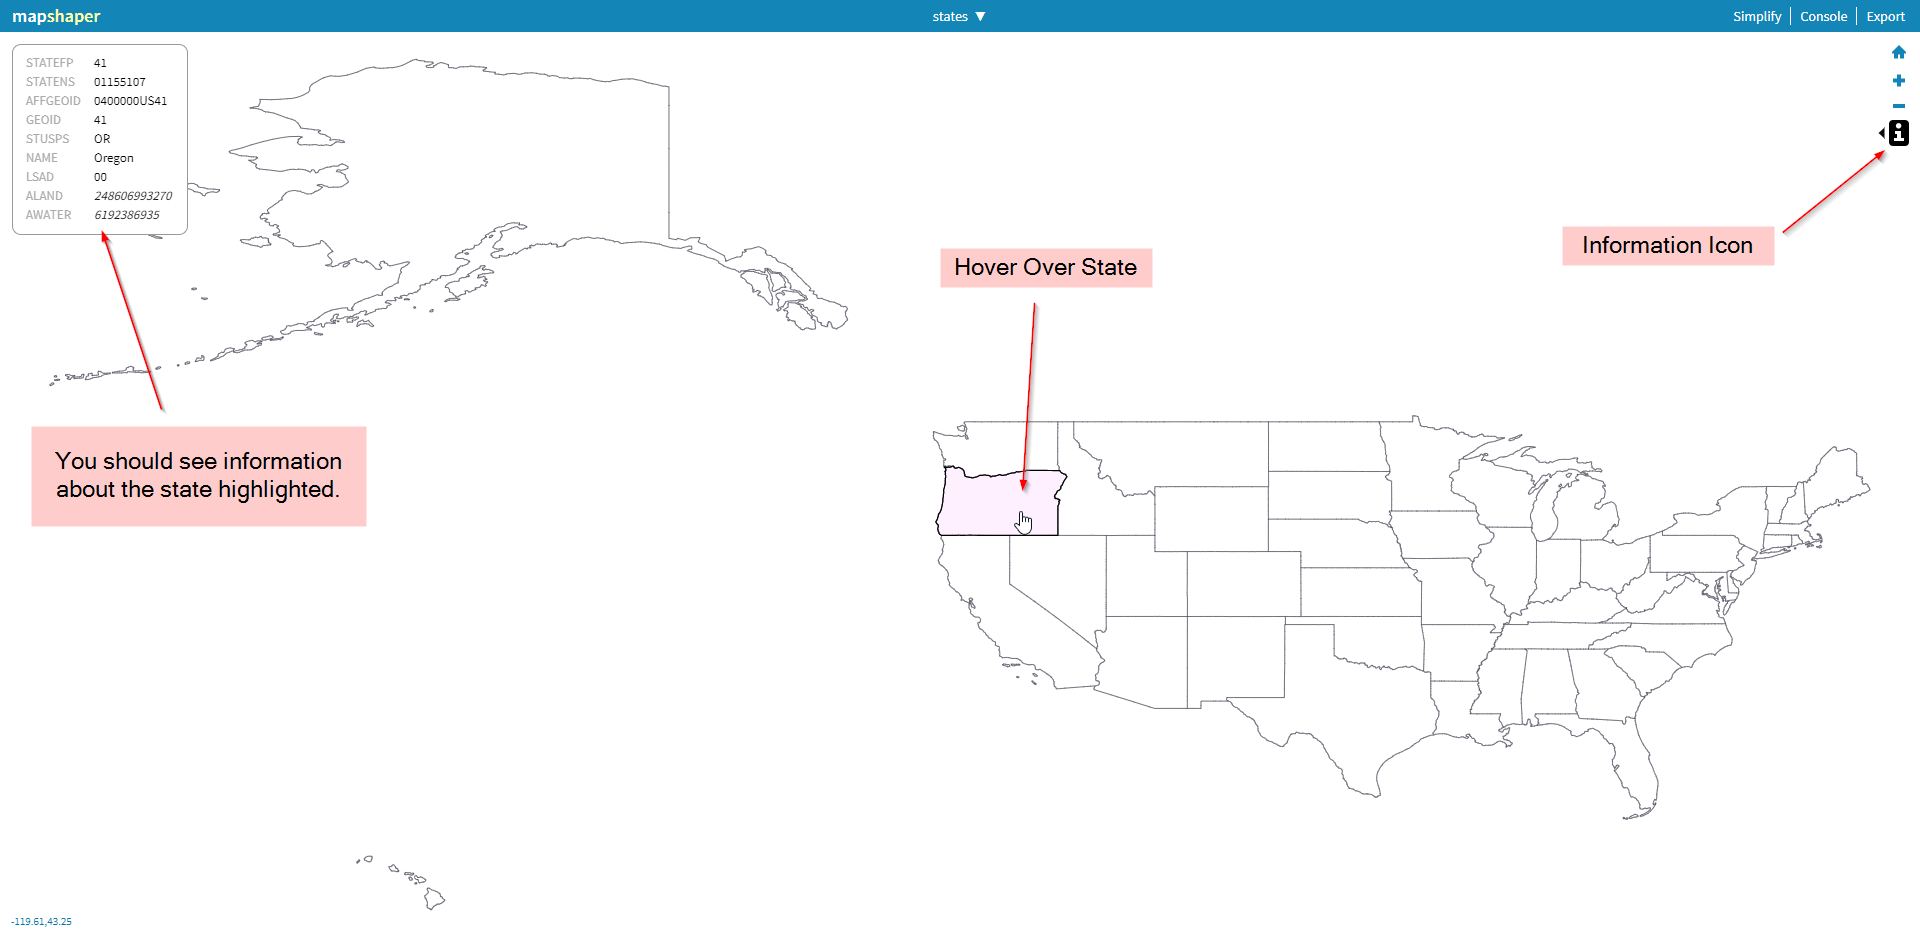 mapshaper
states ▼
Simplify | Console | Export
STATEFP 41
STATENS 01155107
AFFGEOID 0400000US41
GEOID 41
STUSPS OR
NAME Oregon
LSAD 00
ALAND 248606993270
AWATER 6192386935
Information Icon
Hover Over State
You should see information
about the state highlighted.
-119.61,43.25